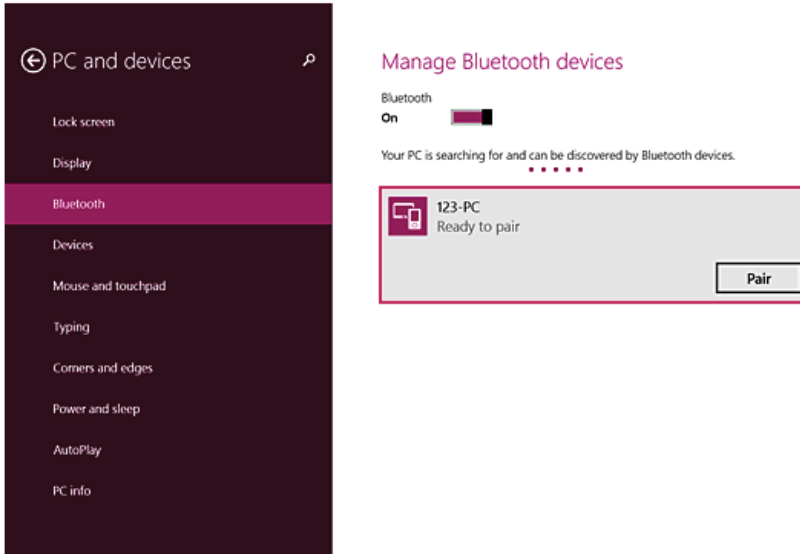 PC and devices
Lock screen
Display
Bluetooth
Devices
Mouse and touchpad
Typing
Corners and edges
Power and sleep
AutoPlay
PC info
Manage Bluetooth devices
Bluetooth
On
Your PC is searching for and can be discovered by Bluetooth devices.
123-PC
Ready to pair
Pair